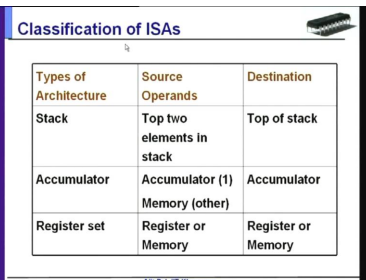 Classification of ISAs
Types of Architecture
Source Operands
Destination
Stack
Top two elements in stack
Top of stack
Accumulator
Accumulator (1)
Memory (other)
Accumulator
Register set
Register or Memory
Register or Memory